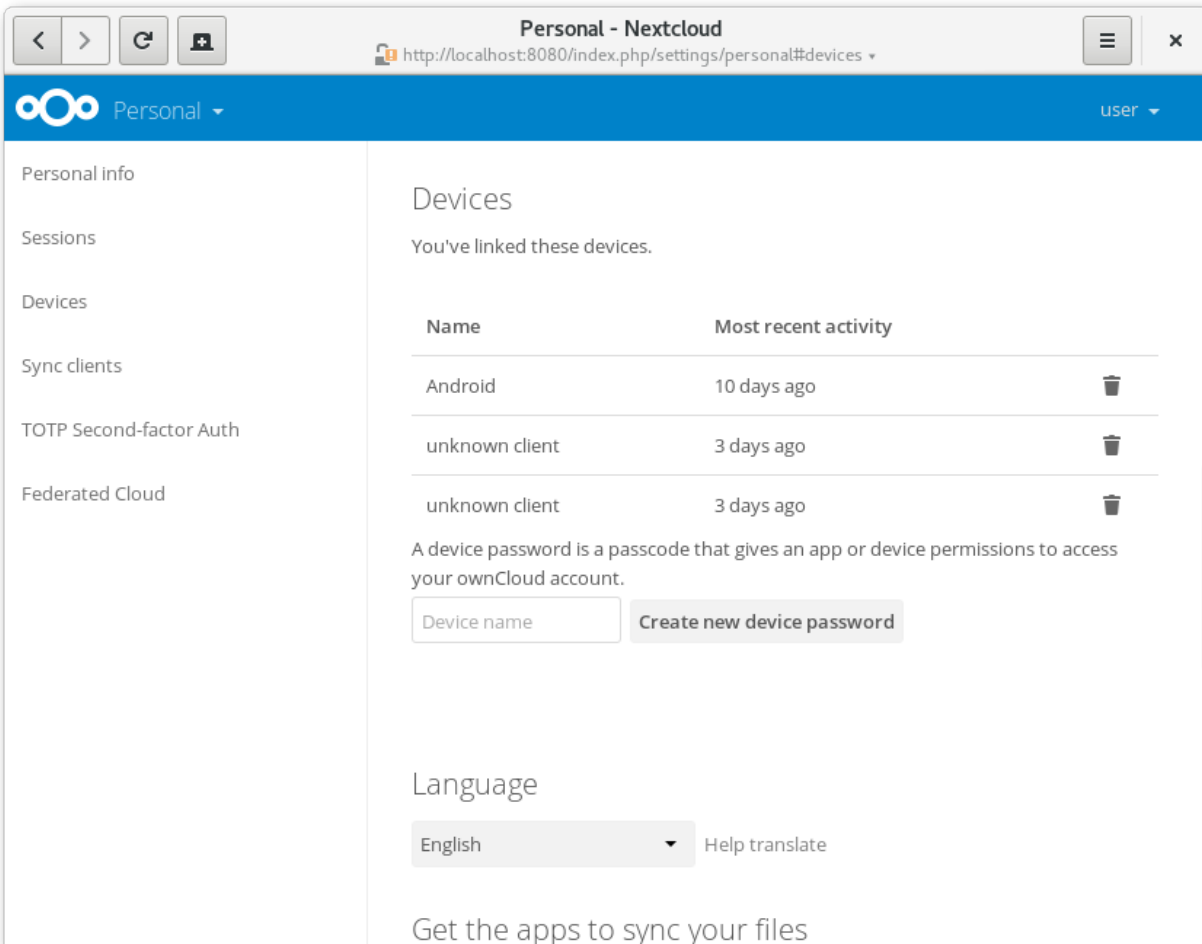 Personal - Nextcloud
http://localhost:8080/index.php/settings/personal#devices
Personal
user
Personal info
Sessions
Devices
Sync clients
TOTP Second-factor Auth
Federated Cloud
Devices
You've linked these devices.
Name Most recent activity
Android 10 days ago
unknown client 3 days ago
unknown client 3 days ago
A device password is a passcode that gives an app or device permissions to access
your ownCloud account.
Device name Create new device password
Language
English Help translate
Get the apps to sync your files